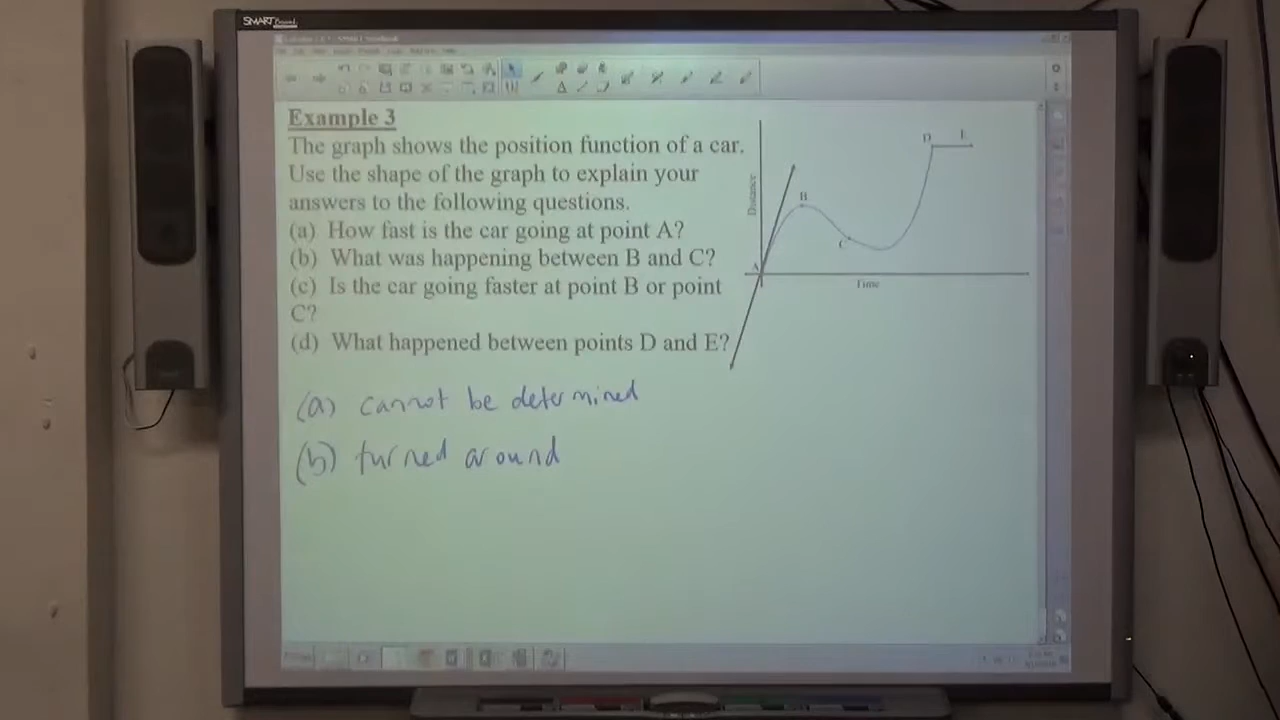 SMART Board
Example 3
The graph shows the position function of a car.
Use the shape of the graph to explain your
answers to the following questions.
(a) How fast is the car going at point A?
(b) What was happening between B and C?
(c) Is the car going faster at point B or point
C?
(d) What happened between points D and E?
Distance
A
B
C
D
E
Time
(a) cannot be determined
(b) turned around